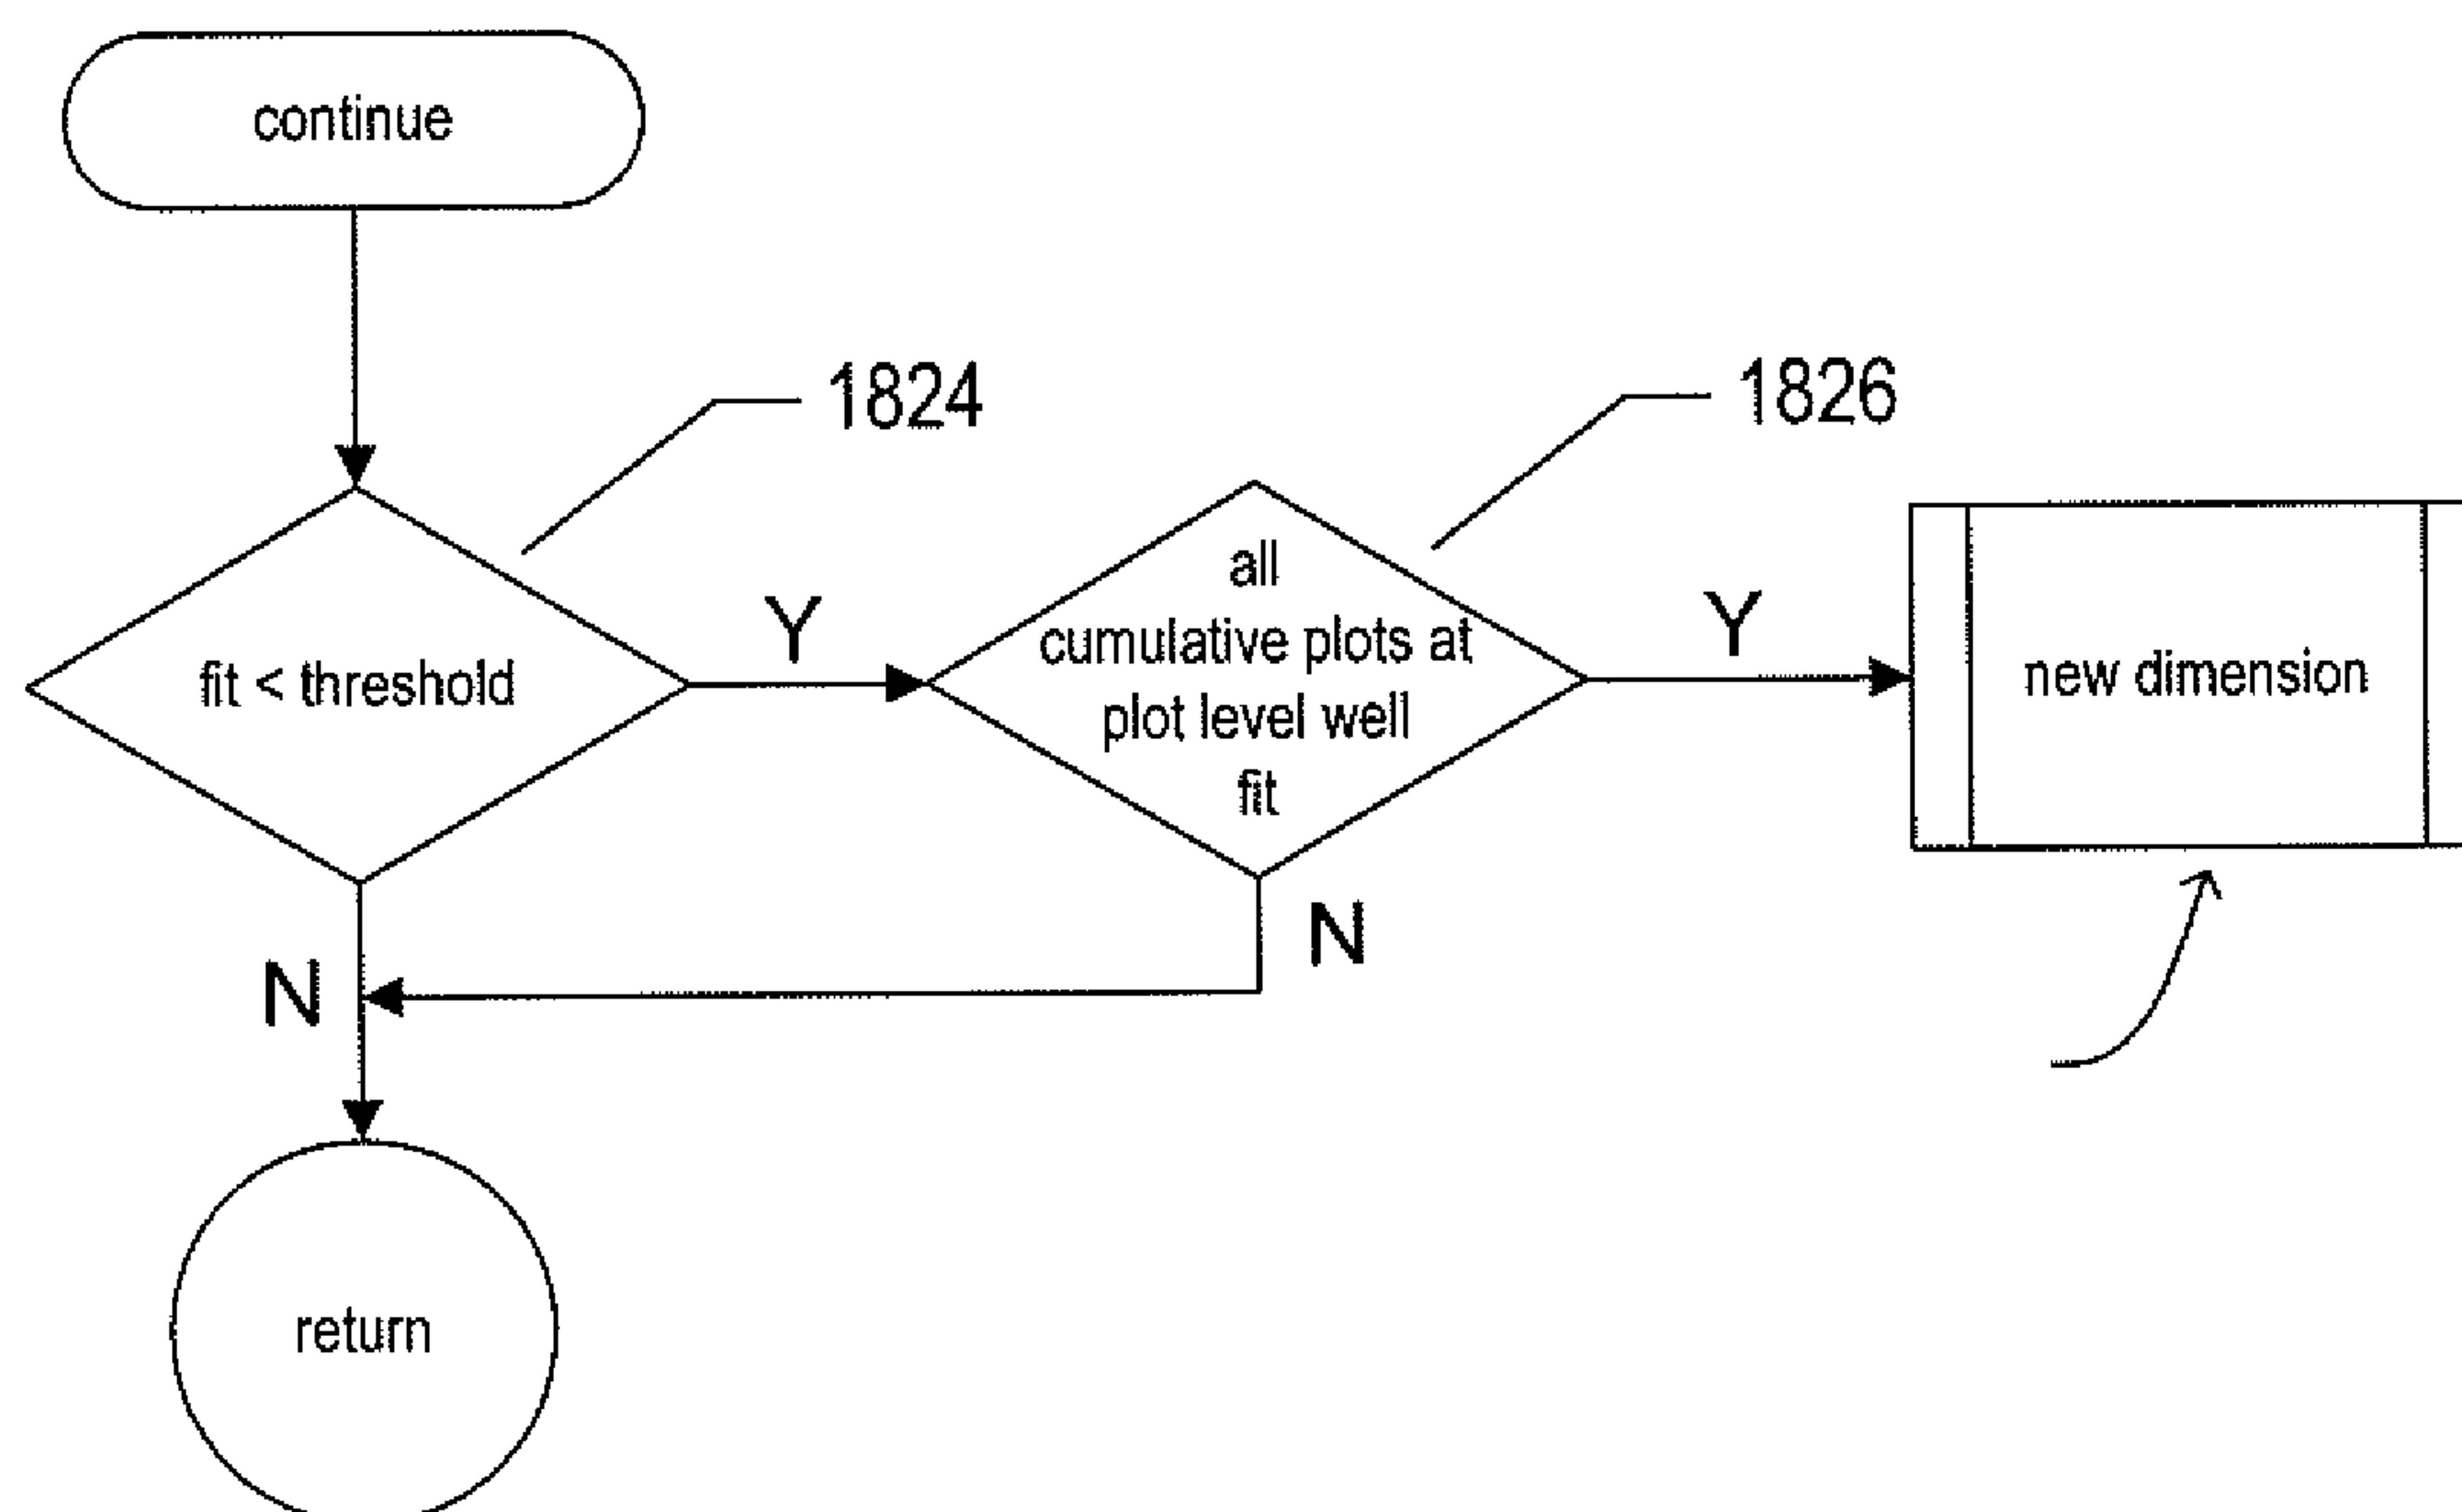 continue
1824
1826
fit < threshold
Y
all
cumulative plots at
plot level well
fit
Y
new dimension
N
N
return